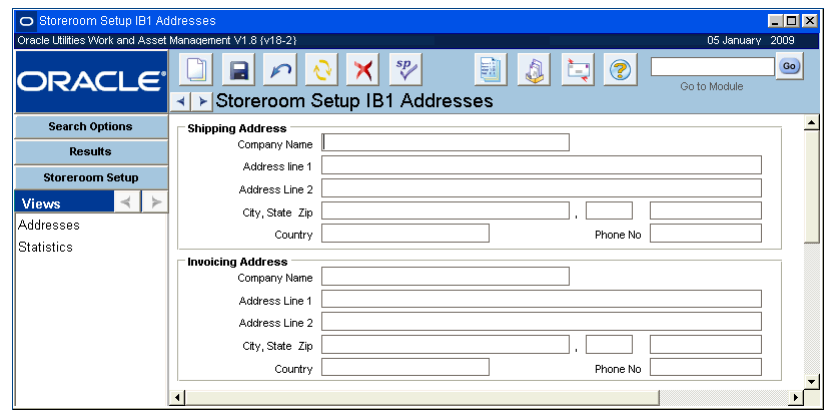 Storeroom Setup IB1 Addresses
Oracle Utilities Work and Asset Management V1.8 (v18-2) 05 January 2009
ORACLE
sp
Go
Go to Module
Storeroom Setup IB1 Addresses
Search Options
Results
Storeroom Setup
Views
Addresses
Statistics
Shipping Address
Company Name
Address line 1
Address Line 2
City, State Zip ,
Country Phone No
Invoicing Address
Company Name
Address Line 1
Address Line 2
City, State Zip ,
Country Phone No